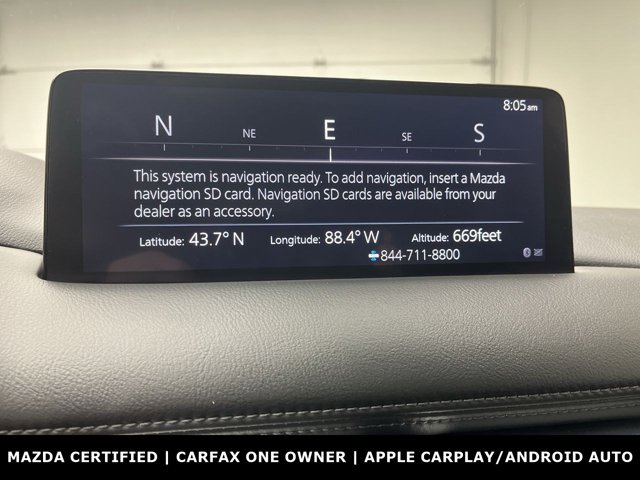 8:05am
N NE E SE S
This system is navigation ready. To add navigation, insert a Mazda
navigation SD card. Navigation SD cards are available from your
dealer as an accessory.
Latitude: 43.7° N Longitude: 88.4° W Altitude: 669feet
844-711-8800
MAZDA CERTIFIED | CARFAX ONE OWNER | APPLE CARPLAY/ANDROID AUTO